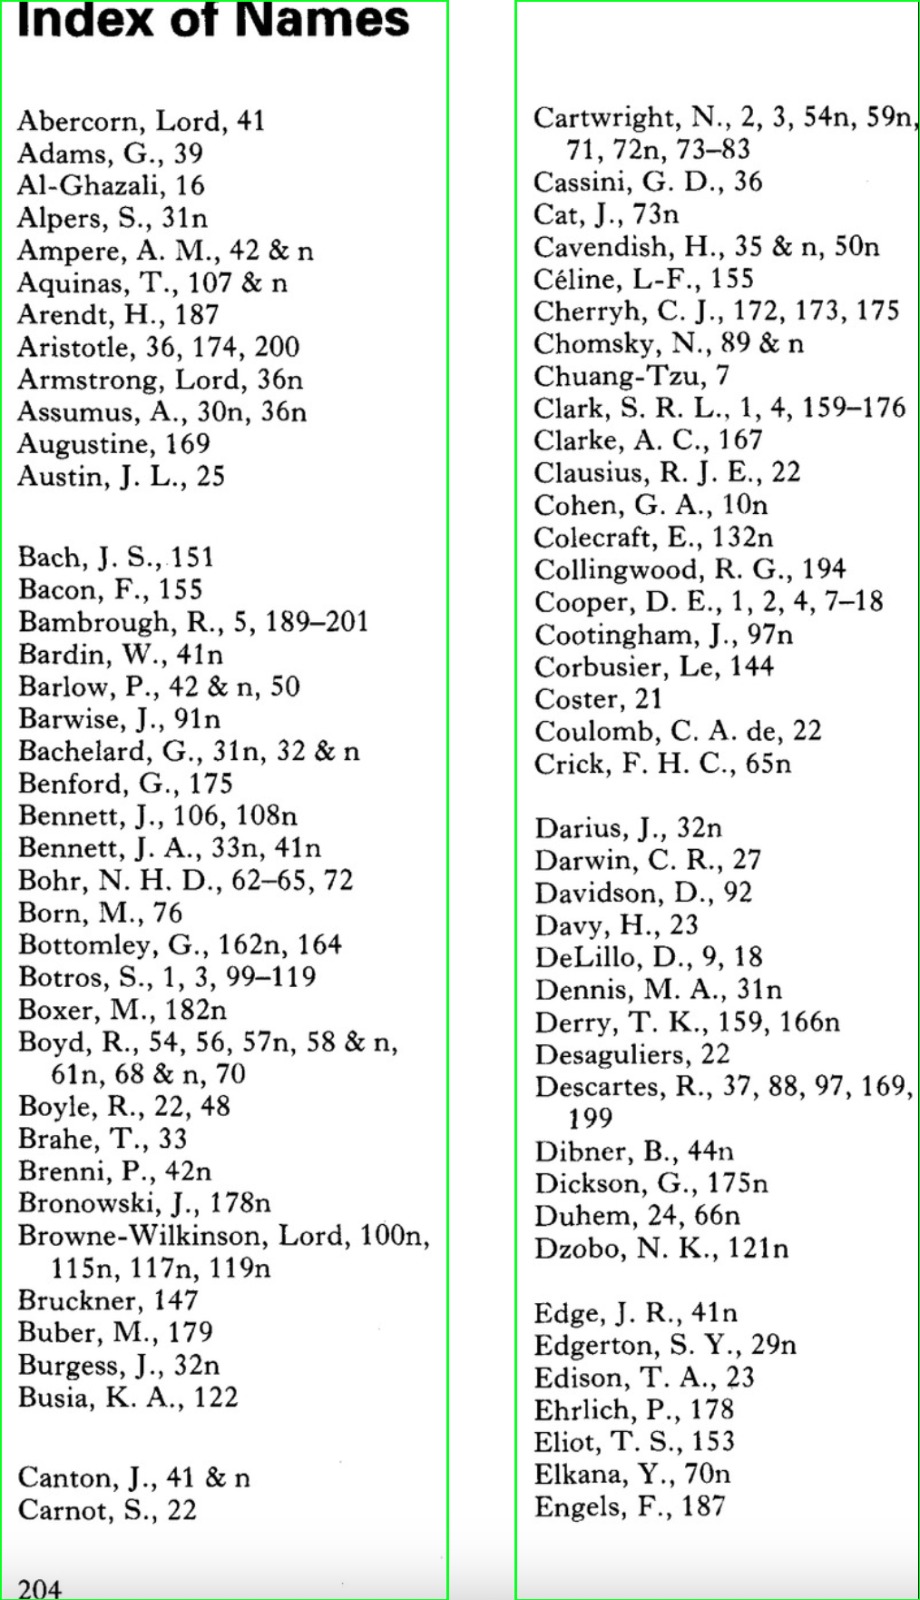 Index of Names
Abercorn, Lord, 41
Adams, G., 39
Al-Ghazali, 16
Alpers, S., 31n
Ampere, A. M., 42 & n
Aquinas, T., 107 & n
Arendt, H., 187
Aristotle, 36, 174, 200
Armstrong, Lord, 36n
Assumus, A., 30n, 36n
Augustine, 169
Austin, J. L., 25
Bach, J. S., 151
Bacon, F., 155
Bambrough, R., 5, 189–201
Bardin, W., 41n
Barlow, P., 42 & n, 50
Barwise, J., 91n
Bachelard, G., 31n, 32 & n
Benford, G., 175
Bennett, J., 106, 108n
Bennett, J. A., 33n, 41n
Bohr, N. H. D., 62–65, 72
Born, M., 76
Bottomley, G., 162n, 164
Botros, S., 1, 3, 99–119
Boxer, M., 182n
Boyd, R., 54, 56, 57n, 58 & n,
61n, 68 & n, 70
Boyle, R., 22, 48
Brahe, T., 33
Brenni, P., 42n
Bronowski, J., 178n
Browne-Wilkinson, Lord, 100n,
115n, 117n, 119n
Bruckner, 147
Buber, M., 179
Burgess, J., 32n
Busia, K. A., 122
Canton, J., 41 & n
Carnot, S., 22
204
Cartwright, N., 2, 3, 54n, 59n,
71, 72n, 73–83
Cassini, G. D., 36
Cat, J., 73n
Cavendish, H., 35 & n, 50n
Céline, L-F., 155
Cherryh, C. J., 172, 173, 175
Chomsky, N., 89 & n
Chuang-Tzu, 7
Clark, S. R. L., 1, 4, 159–176
Clarke, A. C., 167
Clausius, R. J. E., 22
Cohen, G. A., 10n
Colecraft, E., 132n
Collingwood, R. G., 194
Cooper, D. E., 1, 2, 4, 7–18
Cootingham, J., 97n
Corbusier, Le, 144
Coster, 21
Coulomb, C. A. de, 22
Crick, F. H. C., 65n
Darius, J., 32n
Darwin, C. R., 27
Davidson, D., 92
Davy, H., 23
DeLillo, D., 9, 18
Dennis, M. A., 31n
Derry, T. K., 159, 166n
Desaguliers, 22
Descartes, R., 37, 88, 97, 169,
199
Dibner, B., 44n
Dickson, G., 175n
Duhem, 24, 66n
Dzobo, N. K., 121n
Edge, J. R., 41n
Edgerton, S. Y., 29n
Edison, T. A., 23
Ehrlich, P., 178
Eliot, T. S., 153
Elkana, Y., 70n
Engels, F., 187